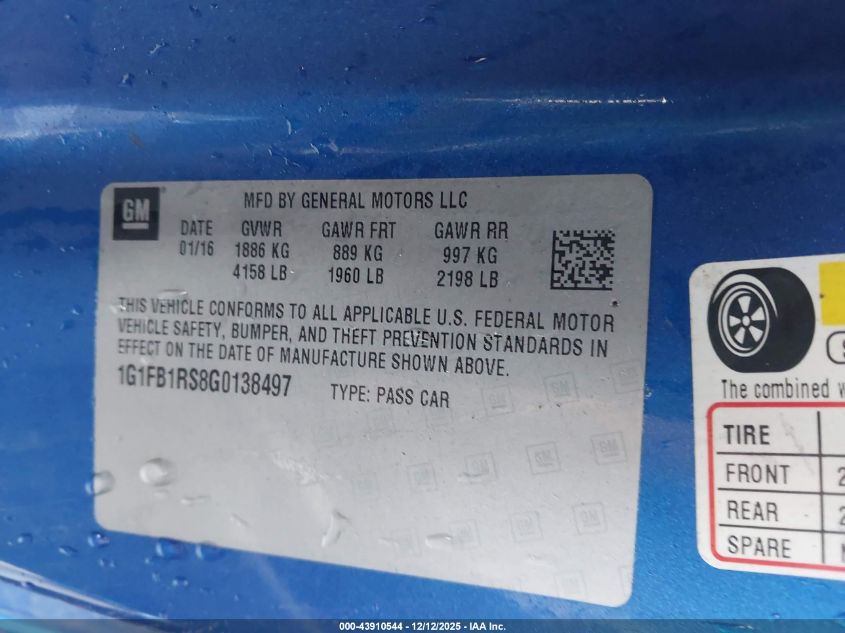 GM
MFD BY GENERAL MOTORS LLC
DATE GVWR GAWR FRT GAWR RR
01/16 1886 KG 889 KG 997 KG
4158 LB 1960 LB 2198 LB
THIS VEHICLE CONFORMS TO ALL APPLICABLE U.S. FEDERAL MOTOR
VEHICLE SAFETY, BUMPER, AND THEFT PREVENTION STANDARDS IN
EFFECT ON THE DATE OF MANUFACTURE SHOWN ABOVE.
1G1FB1RS8G0138497 TYPE: PASS CAR
The combined
TIRE
FRONT 2
REAR 2
SPARE
000-43910544 - 12/12/2025 - IAA Inc.